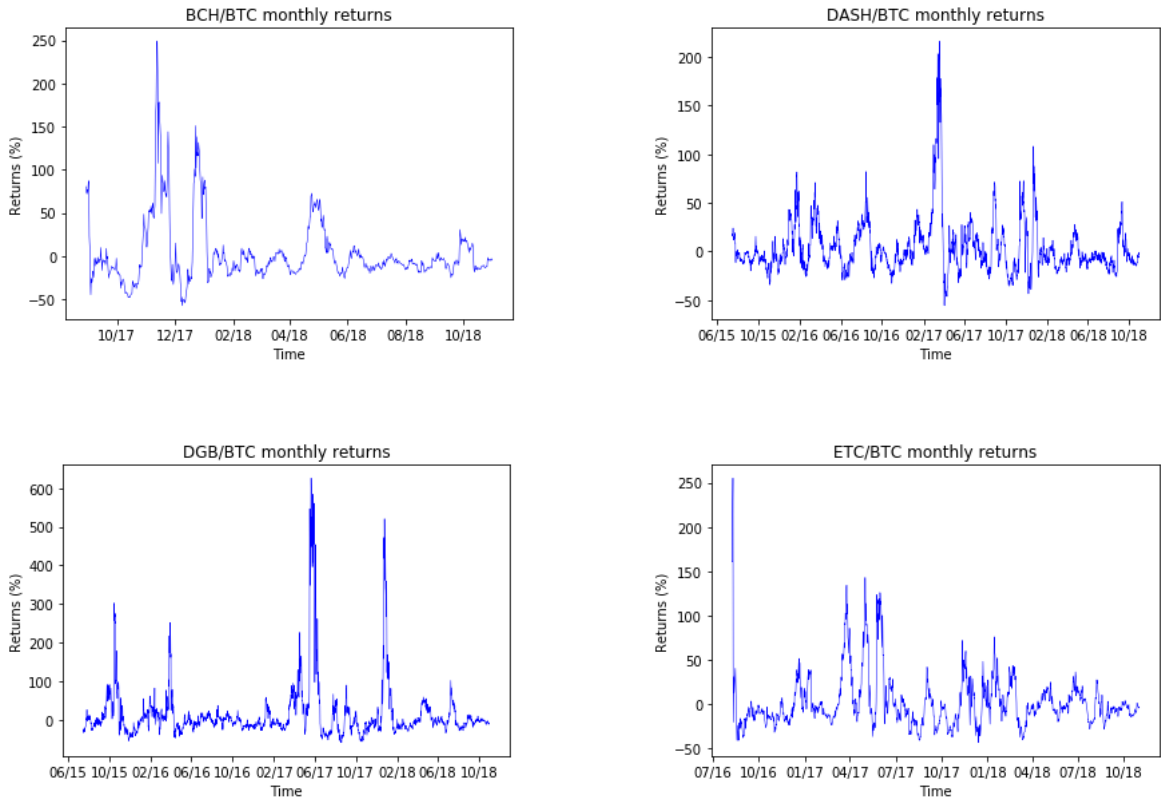 BCH/BTC monthly returns
250
200
150
100
50
0
−50
Returns (%)
10/17 12/17 02/18 04/18 06/18 08/18 10/18
Time
DASH/BTC monthly returns
200
150
100
50
0
−50
Returns (%)
06/15 10/15 02/16 06/16 10/16 02/17 06/17 10/17 02/18 06/18 10/18
Time
DGB/BTC monthly returns
600
500
400
300
200
100
0
Returns (%)
06/15 10/15 02/16 06/16 10/16 02/17 06/17 10/17 02/18 06/18 10/18
Time
ETC/BTC monthly returns
250
200
150
100
50
0
−50
Returns (%)
07/16 10/16 01/17 04/17 07/17 10/17 01/18 04/18 07/18 10/18
Time